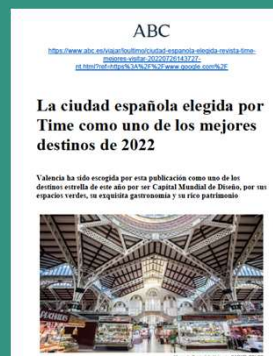 ABC
https://www.abc.es/viajar/loultimo/ciudad-espanola-elegida-revista-time-
mejores-visitar-20220726143727-
nt.html?ref=https%3A%2F%2Fwww.google.com%2F
La ciudad española elegida por
Time como uno de los mejores
destinos de 2022
Valencia ha sido escogida por esta publicación como uno de los
destinos estrella de este año por ser Capital Mundial de Diseño, por sus
espacios verdes, su exquisita gastronomía y su rico patrimonio